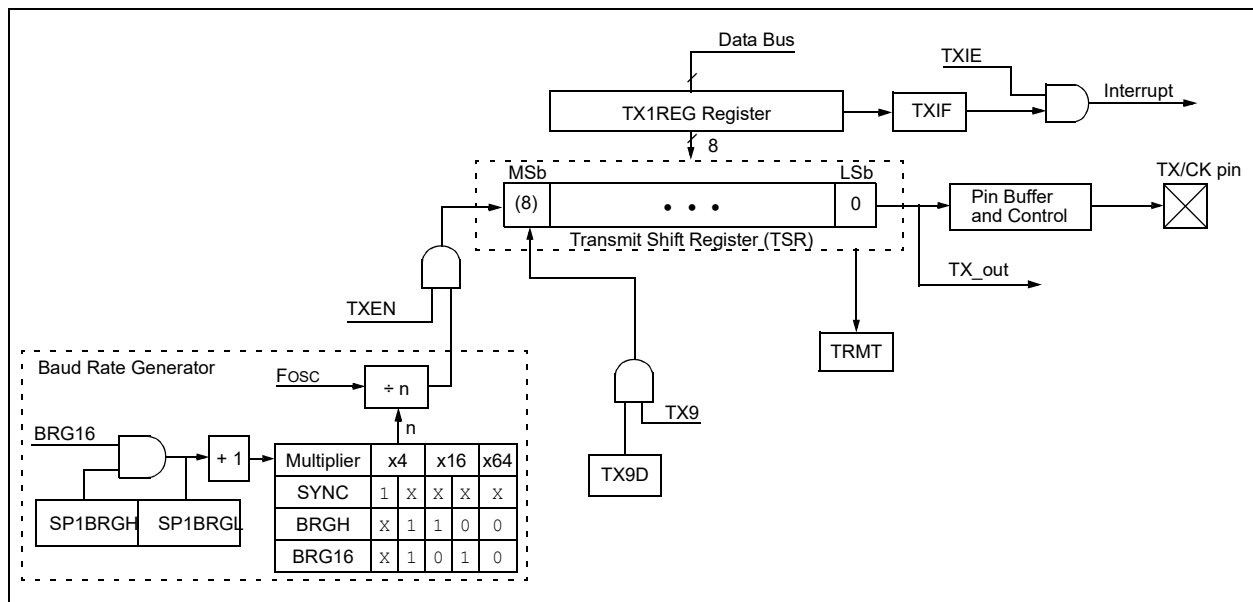 Data Bus
TXIE
Interrupt
TX1REG Register
TXIF
8
MSb
LSb
TX/CK pin
(8)
• • •
0
Pin Buffer
and Control
Transmit Shift Register (TSR)
TX_out
TXEN
TRMT
Baud Rate Generator
FOSC
÷ n
TX9
n
BRG16
+ 1
Multiplier x4 x16 x64
TX9D
SYNC 1 X X X X
SP1BRGH SP1BRGL
BRGH X 1 1 0 0
BRG16 X 1 0 1 0